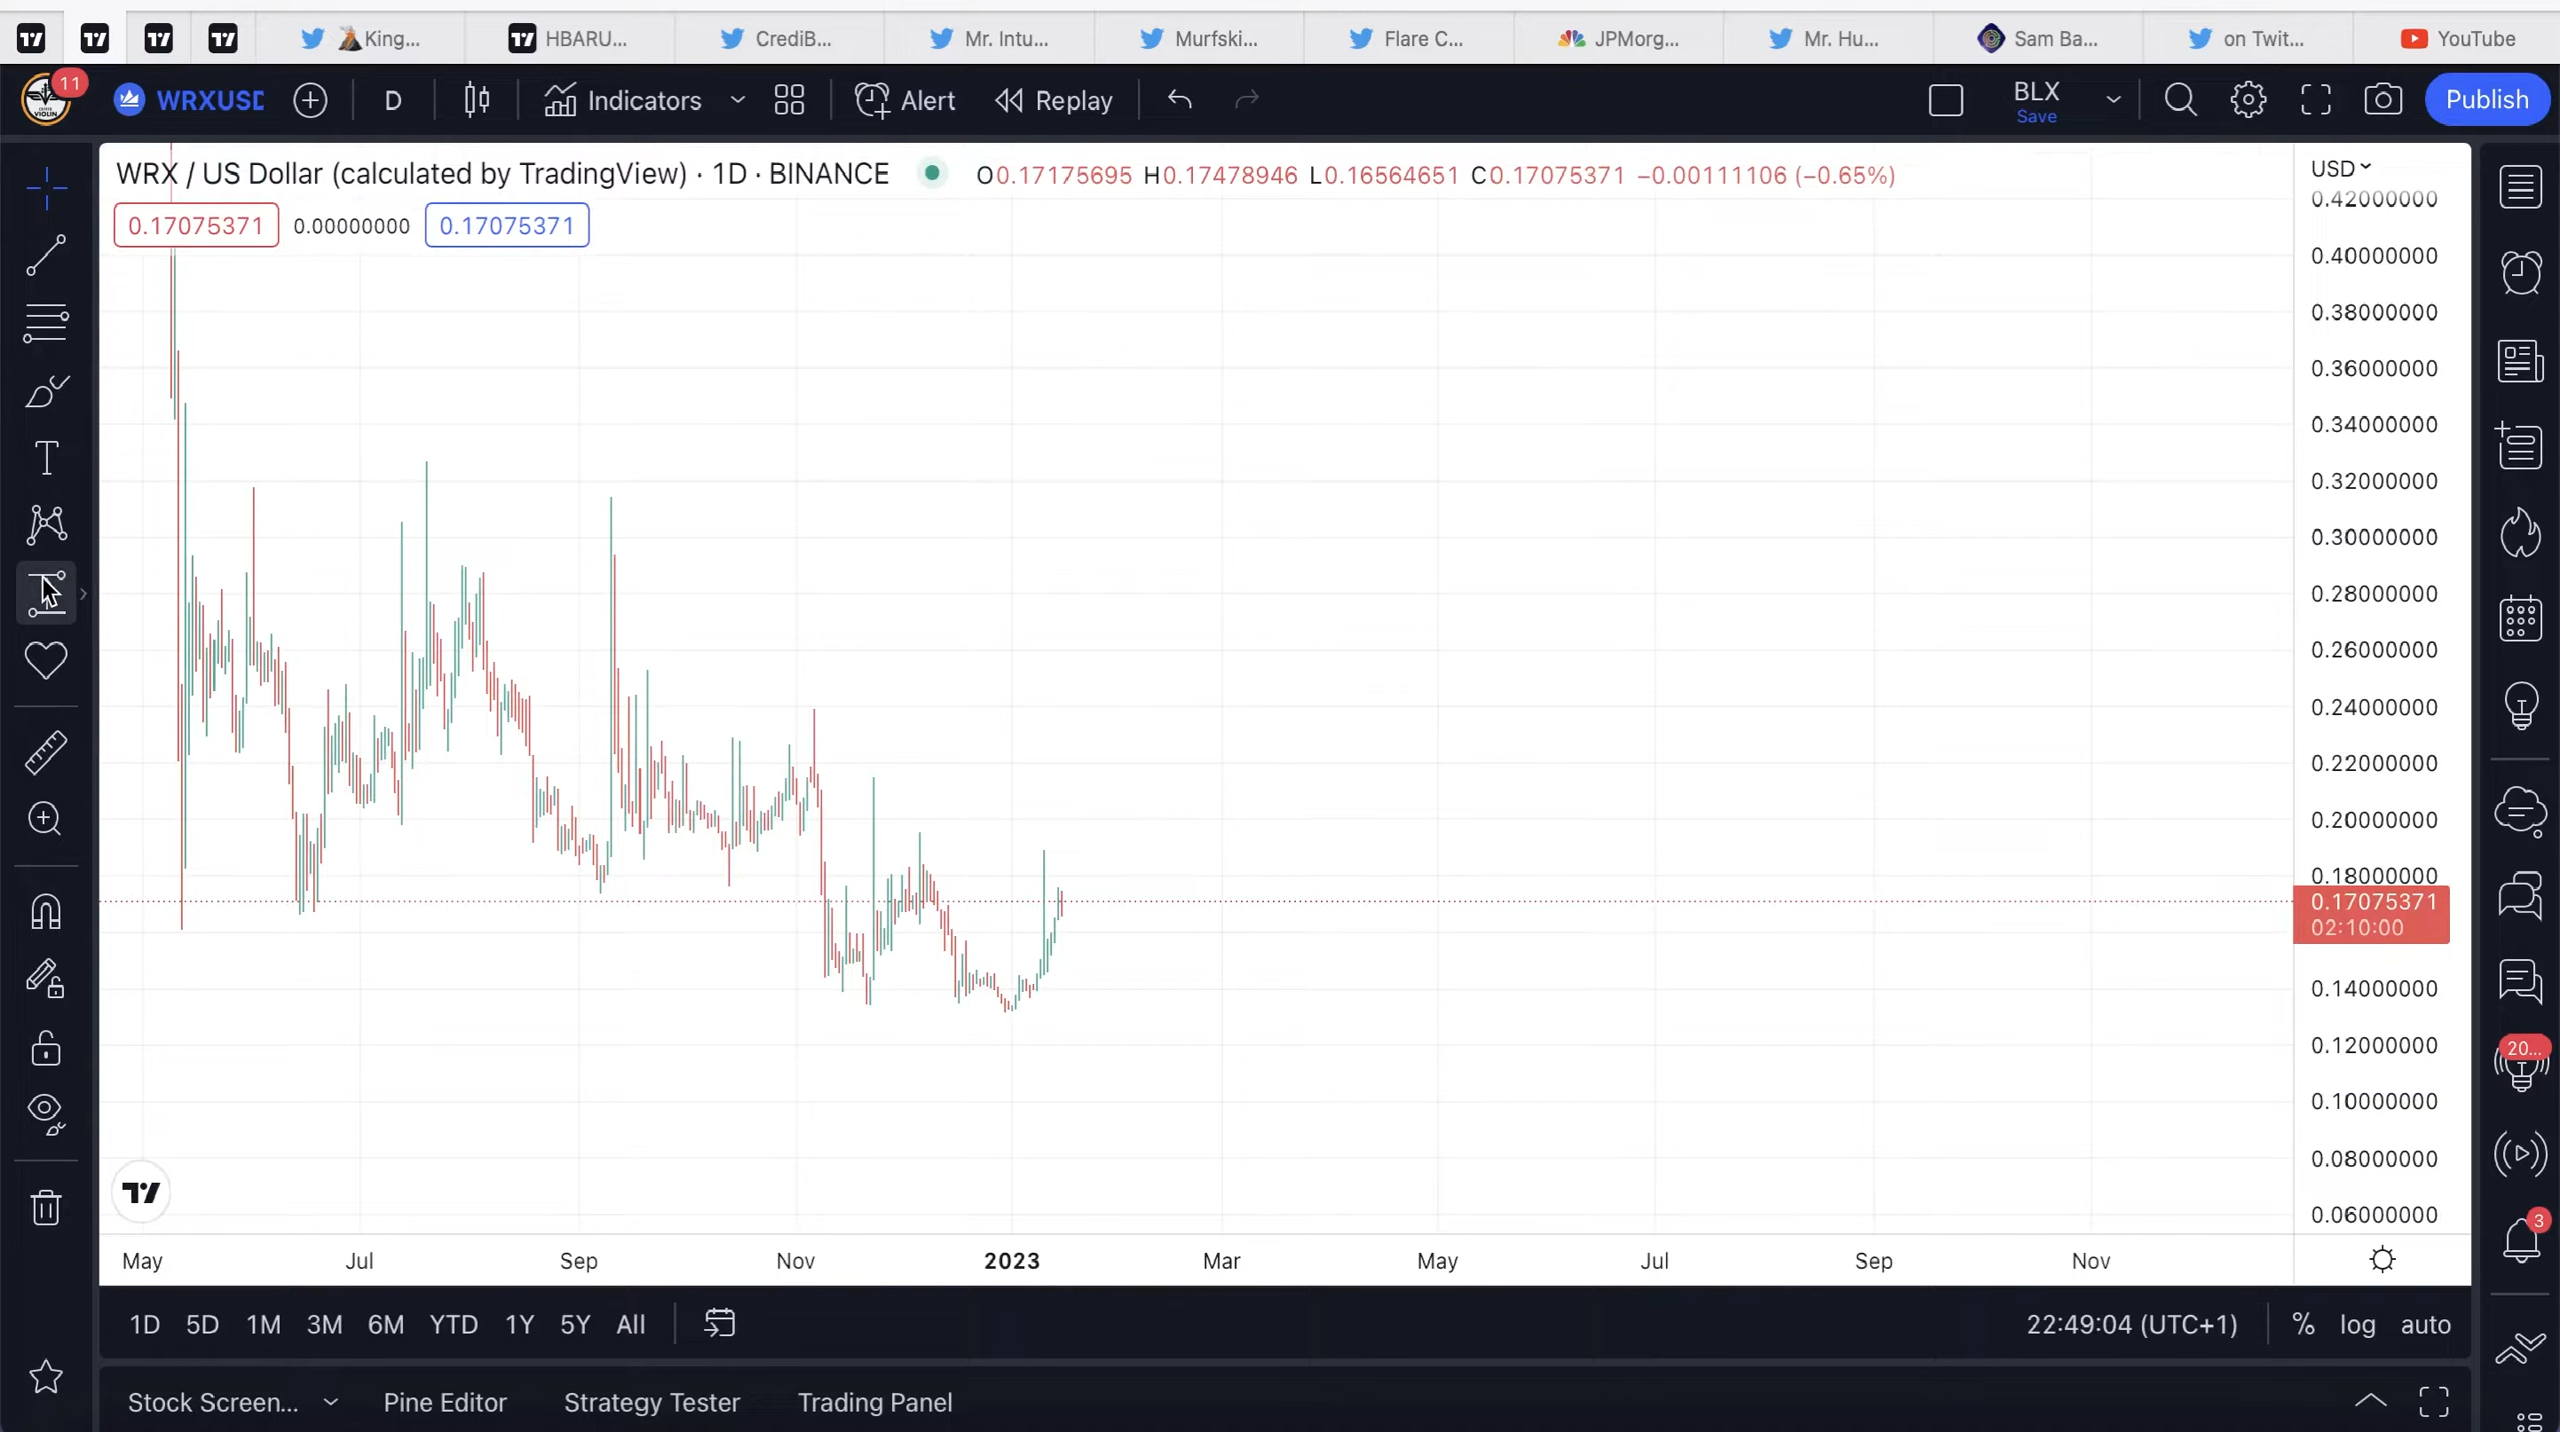 King...
HBARU...
CrediB...
Mr. Intu...
Murfski...
Flare C...
JPMorg...
Mr. Hu...
Sam Ba...
on Twit...
YouTube
11
WRXUSD
D
Indicators
Alert
Replay
BLX
Save
Publish
WRX / US Dollar (calculated by TradingView) · 1D · BINANCE
O0.17175695 H0.17478946 L0.16564651 C0.17075371 −0.00111106 (−0.65%)
0.17075371 0.00000000 0.17075371
USD
0.42000000
0.40000000
0.38000000
0.36000000
0.34000000
0.32000000
0.30000000
0.28000000
0.26000000
0.24000000
0.22000000
0.20000000
0.18000000
0.17075371
02:10:00
0.14000000
0.12000000
0.10000000
0.08000000
0.06000000
20...
3
May Jul Sep Nov 2023 Mar May Jul Sep Nov
1D 5D 1M 3M 6M YTD 1Y 5Y All
22:49:04 (UTC+1) % log auto
Stock Screen... Pine Editor Strategy Tester Trading Panel